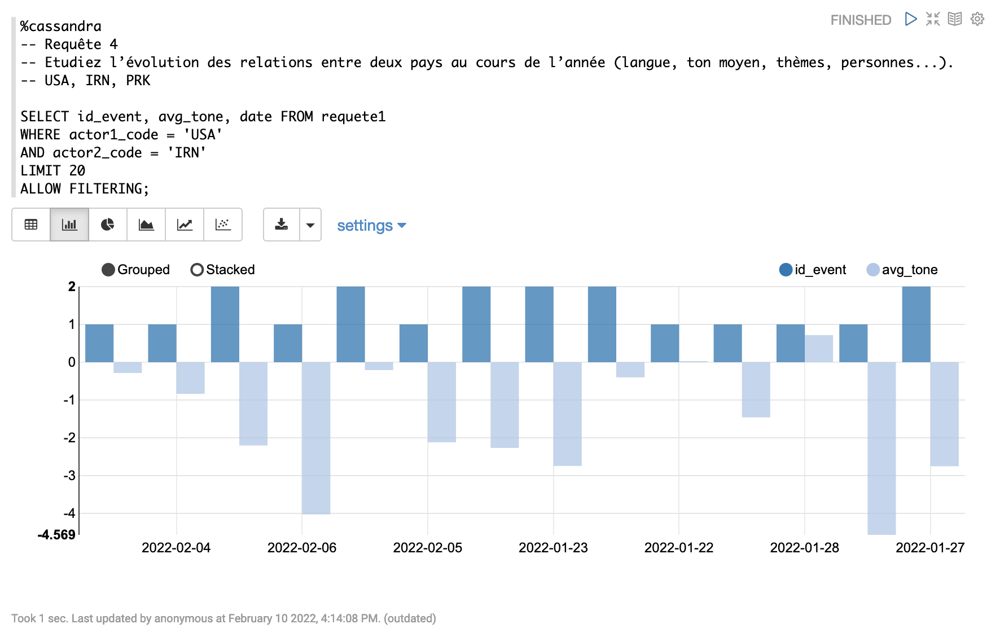 FINISHED
%cassandra
-- Requête 4
-- Etudiez l’évolution des relations entre deux pays au cours de l’année (langue, ton moyen, thèmes, personnes...).
-- USA, IRN, PRK
SELECT id_event, avg_tone, date FROM requete1
WHERE actor1_code = 'USA'
AND actor2_code = 'IRN'
LIMIT 20
ALLOW FILTERING;
settings
Grouped Stacked id_event avg_tone
2
1
0
-1
-2
-3
-4
-4.569
2022-02-04 2022-02-06 2022-02-05 2022-01-23 2022-01-22 2022-01-28 2022-01-27
Took 1 sec. Last updated by anonymous at February 10 2022, 4:14:08 PM. (outdated)